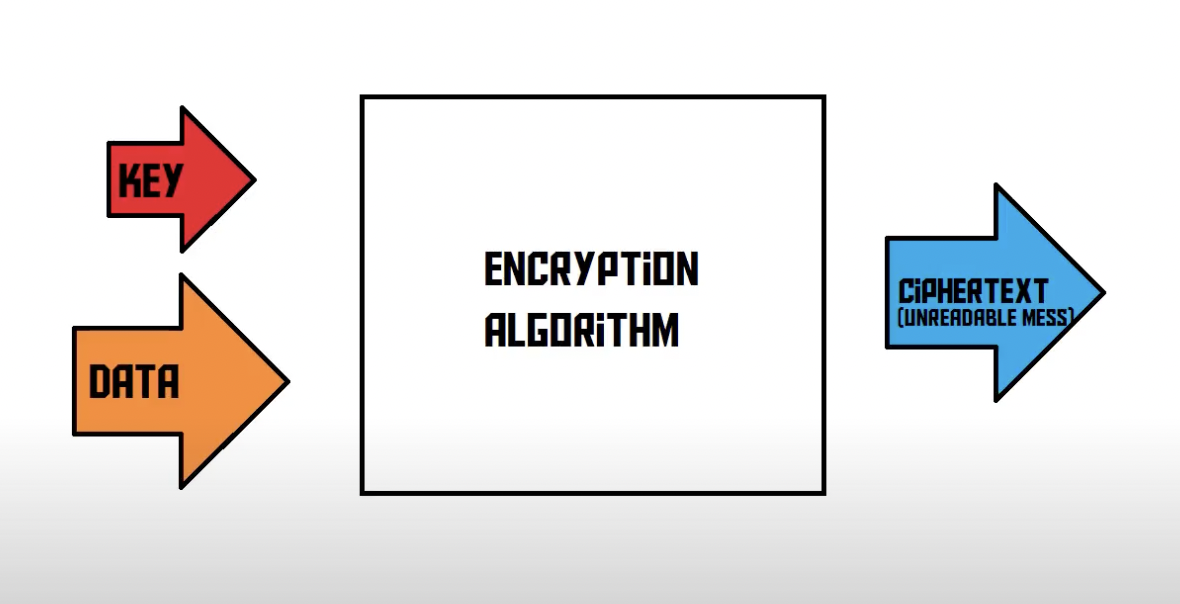 KEY
DATA
ENCRYPTiON
ALGORiTHM
CiPHERTEXT
(UNREADABLE MESS)